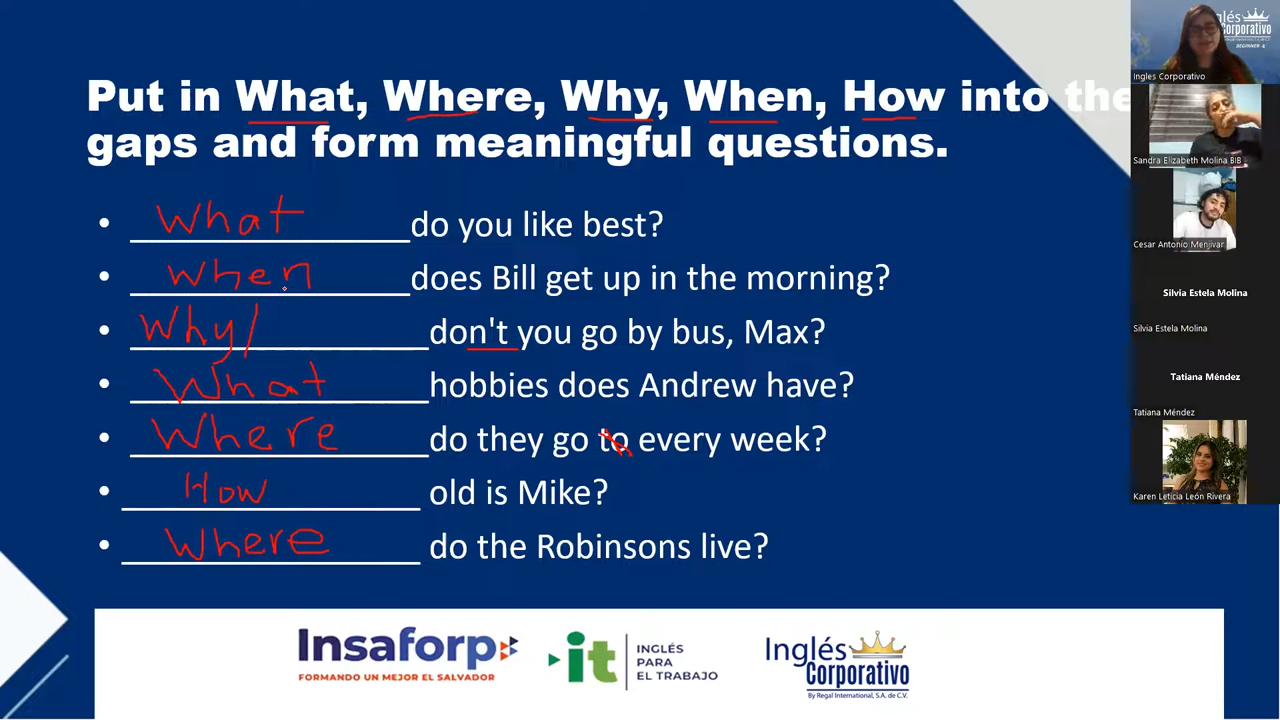 Put in What, Where, Why, When, How into the
gaps and form meaningful questions.
• What do you like best?
• When does Bill get up in the morning?
• Why/ don't you go by bus, Max?
• What hobbies does Andrew have?
• Where do they go to every week?
• How old is Mike?
• Where do the Robinsons live?
Insaforp
FORMANDO UN MEJOR EL SALVADOR
it
INGLÉS
PARA
EL TRABAJO
Inglés
Corporativo
By Regal International, S.A. de C.V.
Inglés
Corporativo
BEGINNER 4
Ingles Corporativo
Sandra Elizabeth Molina BIB
Cesar Antonio Menjivar
Silvia Estela Molina
Silvia Estela Molina
Tatiana Méndez
Tatiana Méndez
Karen Leticia León Rivera